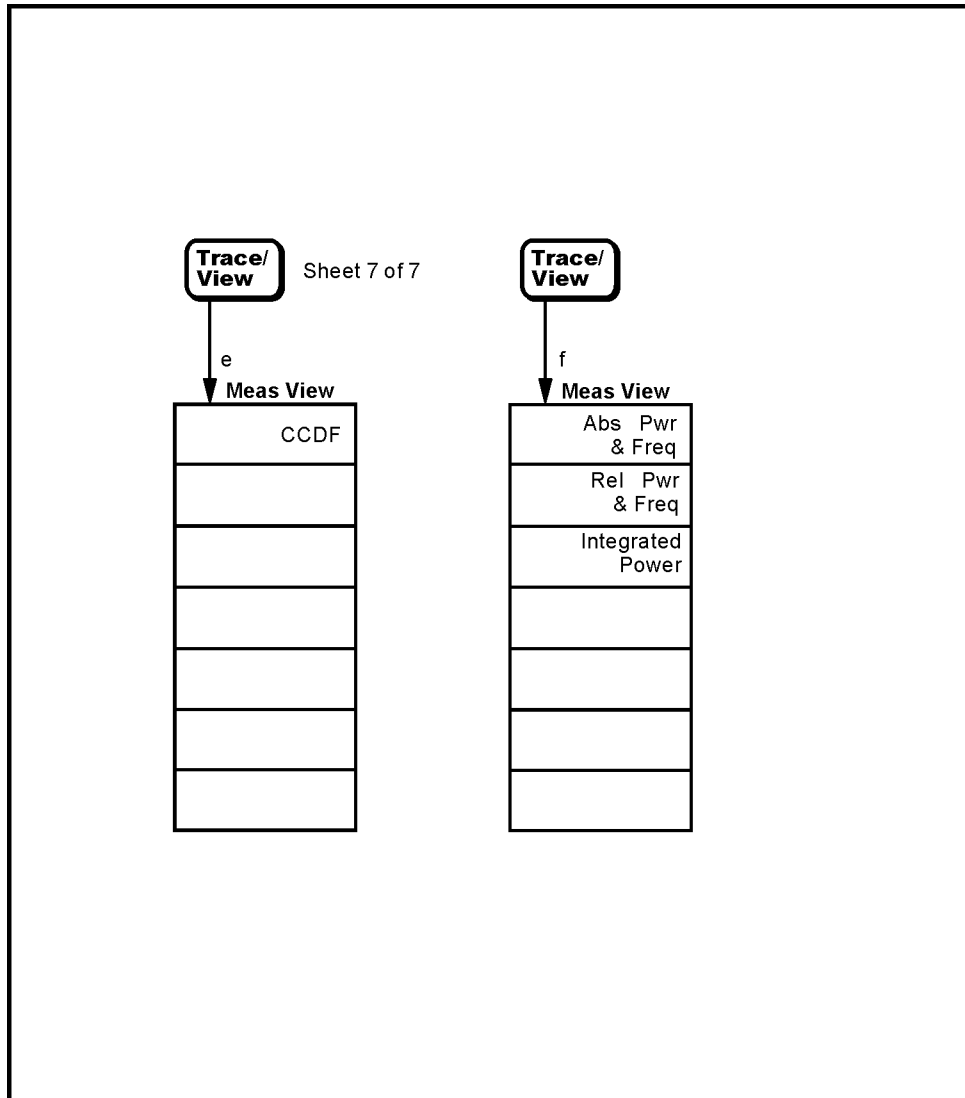 Trace/
View
Sheet 7 of 7
e
Meas View
CCDF
Trace/
View
f
Meas View
Abs Pwr
& Freq
Rel Pwr
& Freq
Integrated
Power